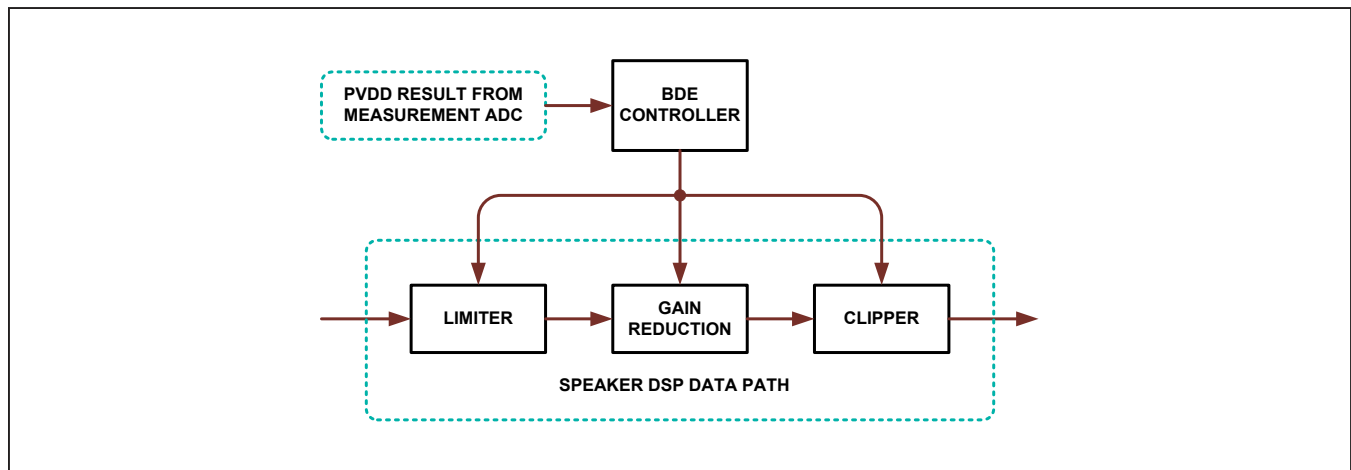 PVDD RESULT FROM
MEASUREMENT ADC
BDE
CONTROLLER
LIMITER
GAIN
REDUCTION
CLIPPER
SPEAKER DSP DATA PATH